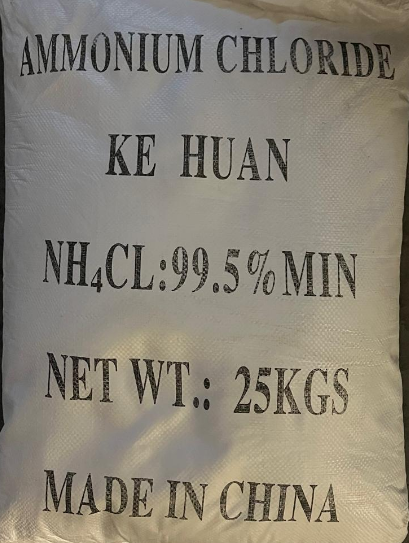 AMMONIUM CHLORIDE
KE HUAN
NH₄CL:99.5%MIN
NET WT.: 25KGS
MADE IN CHINA